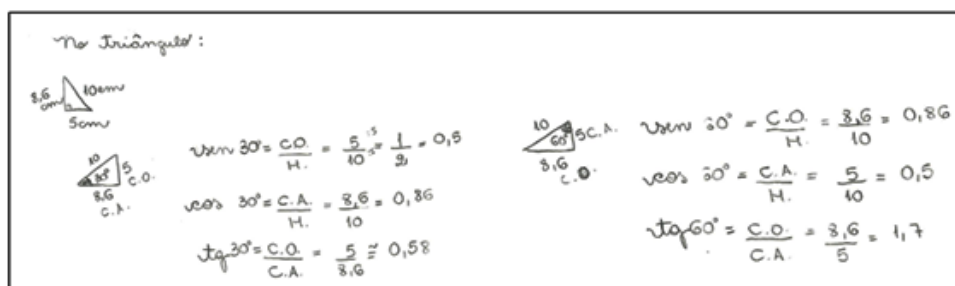 No triângulo:
8,6 cm
10cm
5cm
10
5
C.O.
30°
8,6
C.A.
sen 30° = C.O./H. = 5/10 :5 :5 = 1/2 = 0,5
cos 30° = C.A./H. = 8,6/10 = 0,86
tg 30° = C.O./C.A. = 5/8,6 ≅ 0,58
10
5 C.A.
60°
8,6
C.O.
sen 60° = C.O./H. = 8,6/10 = 0,86
cos 60° = C.A./H. = 5/10 = 0,5
tg 60° = C.O./C.A. = 8,6/5 = 1,7